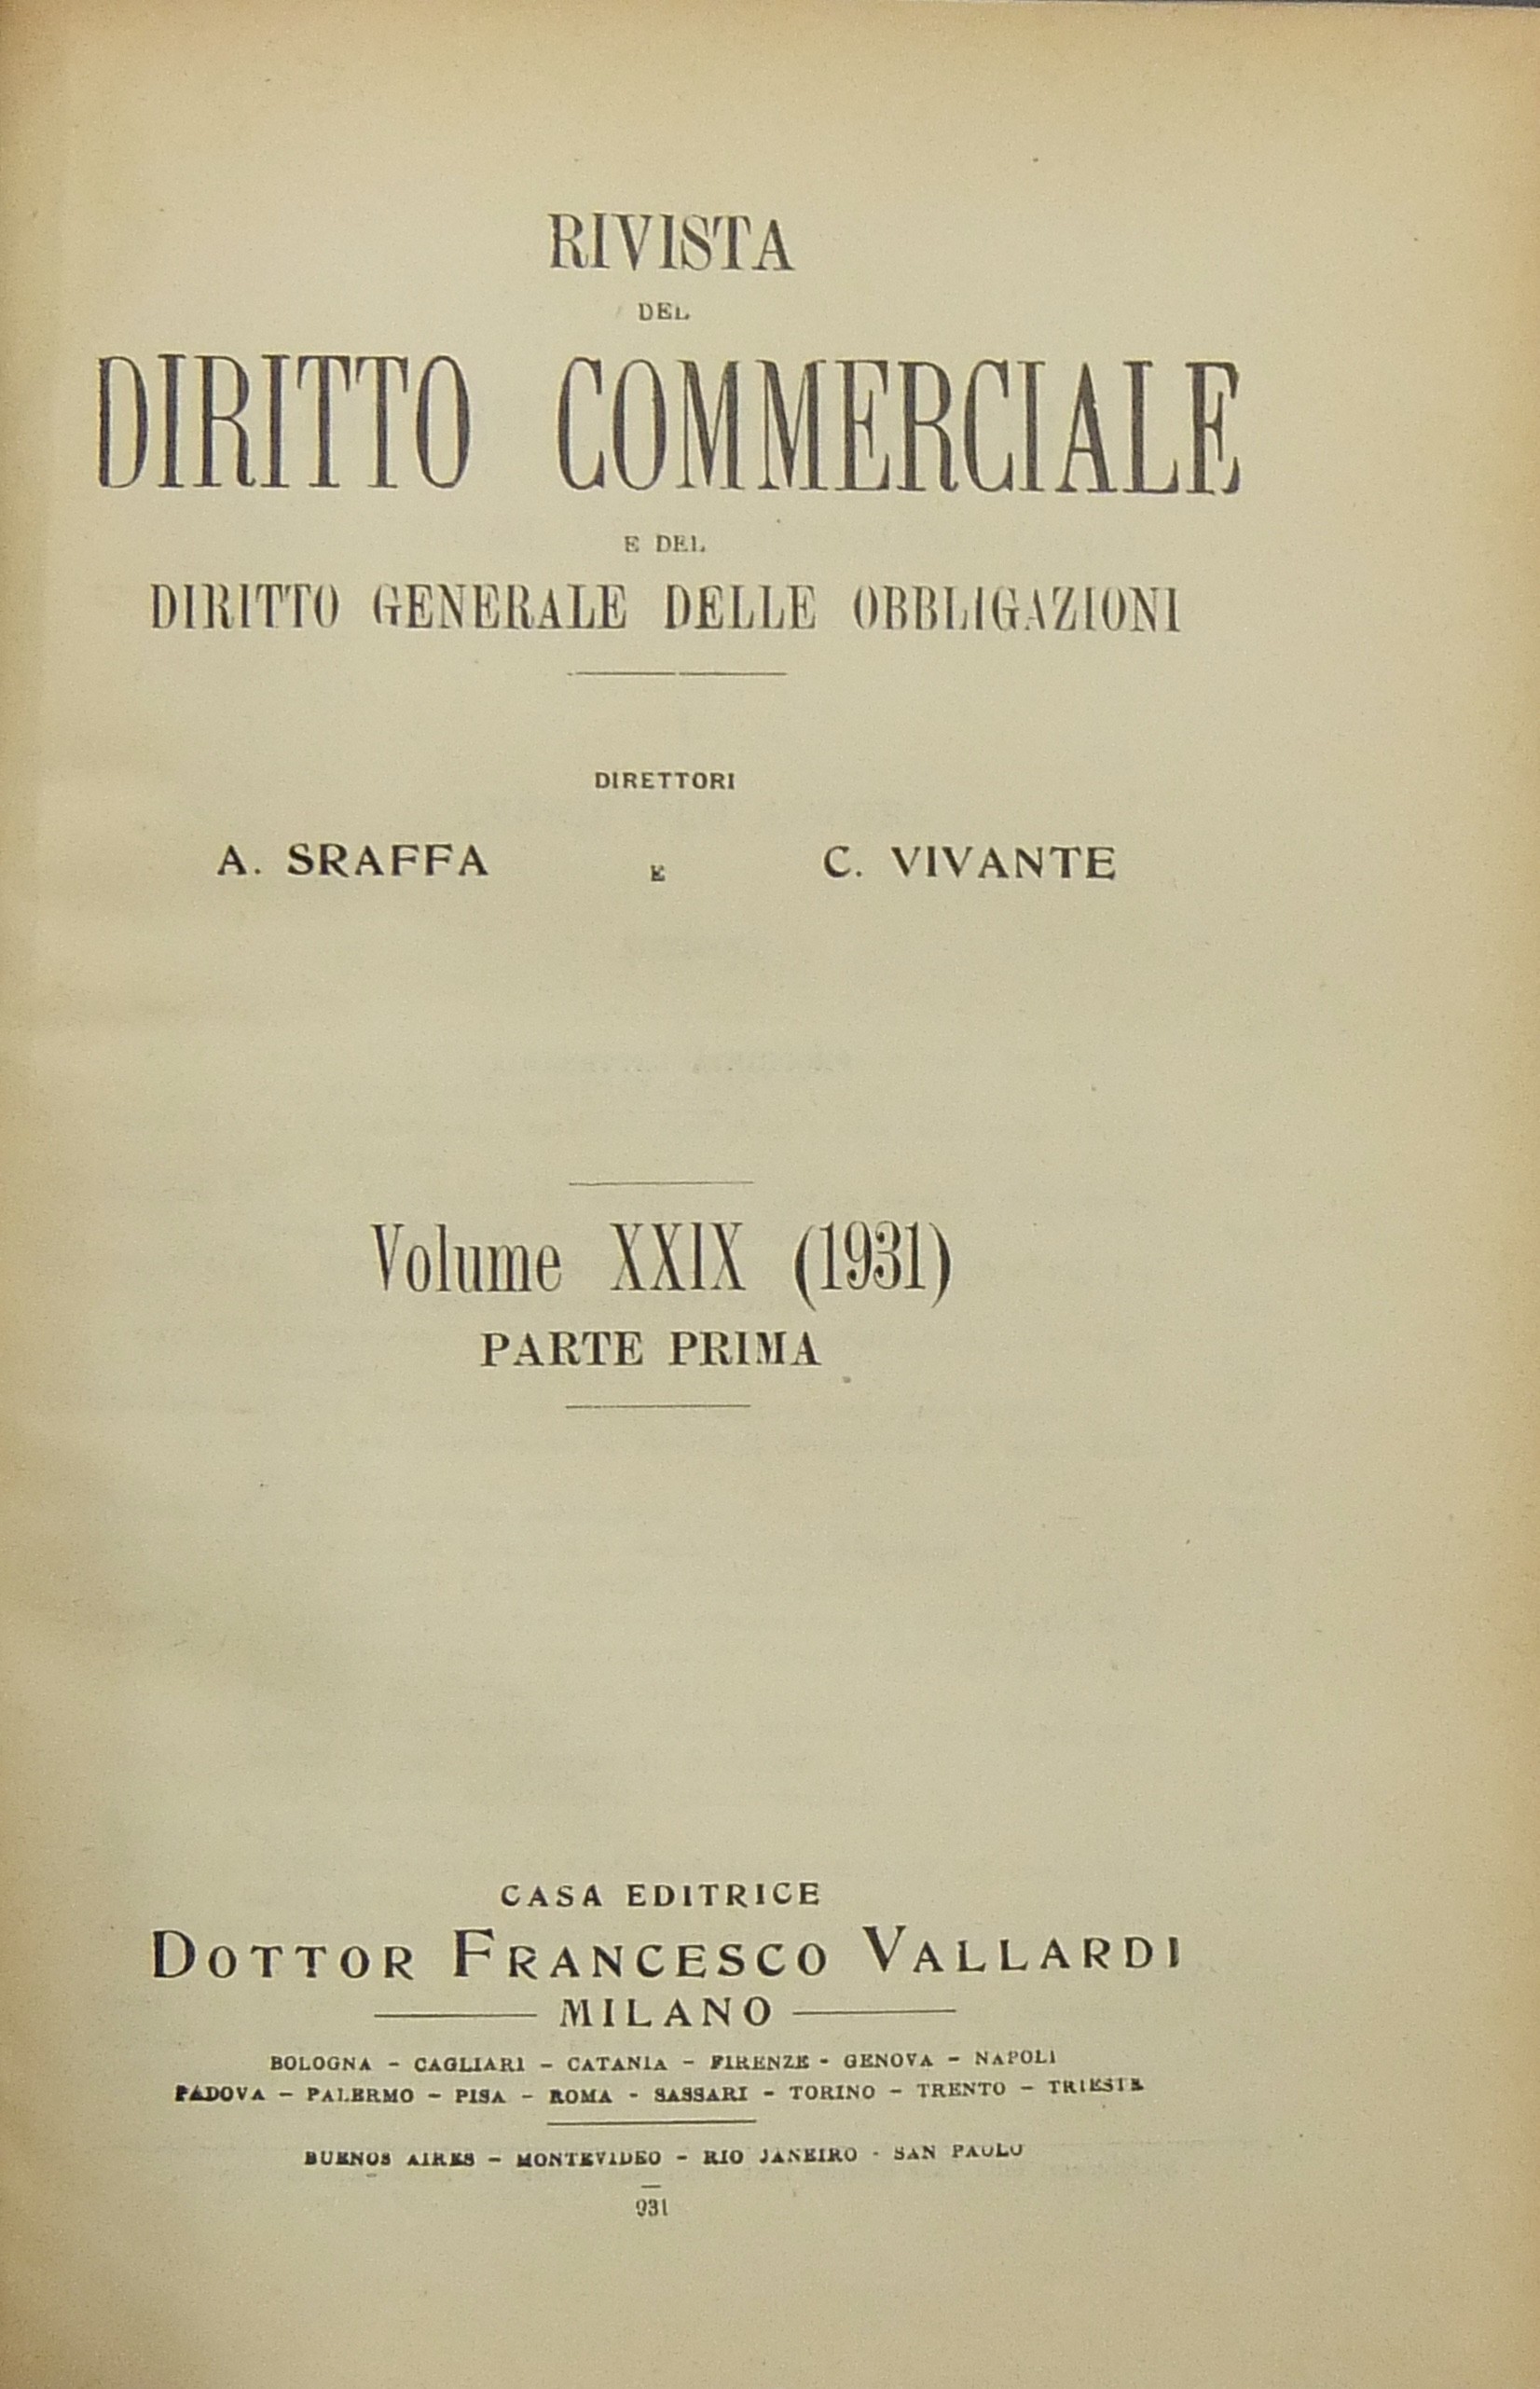 RIVISTA
DEL
DIRITTO COMMERCIALE
E DEL
DIRITTO GENERALE DELLE OBBLIGAZIONI
DIRETTORI
A. SRAFFA E C. VIVANTE
Volume XXIX (1931)
PARTE PRIMA
CASA EDITRICE
DOTTOR FRANCESCO VALLARDI
MILANO
BOLOGNA - CAGLIARI - CATANIA - FIRENZE - GENOVA - NAPOLI
PADOVA - PALERMO - PISA - ROMA - SASSARI - TORINO - TRENTO - TRIESTE
BUENOS AIRES - MONTEVIDEO - RIO JANEIRO - SAN PAOLO
931